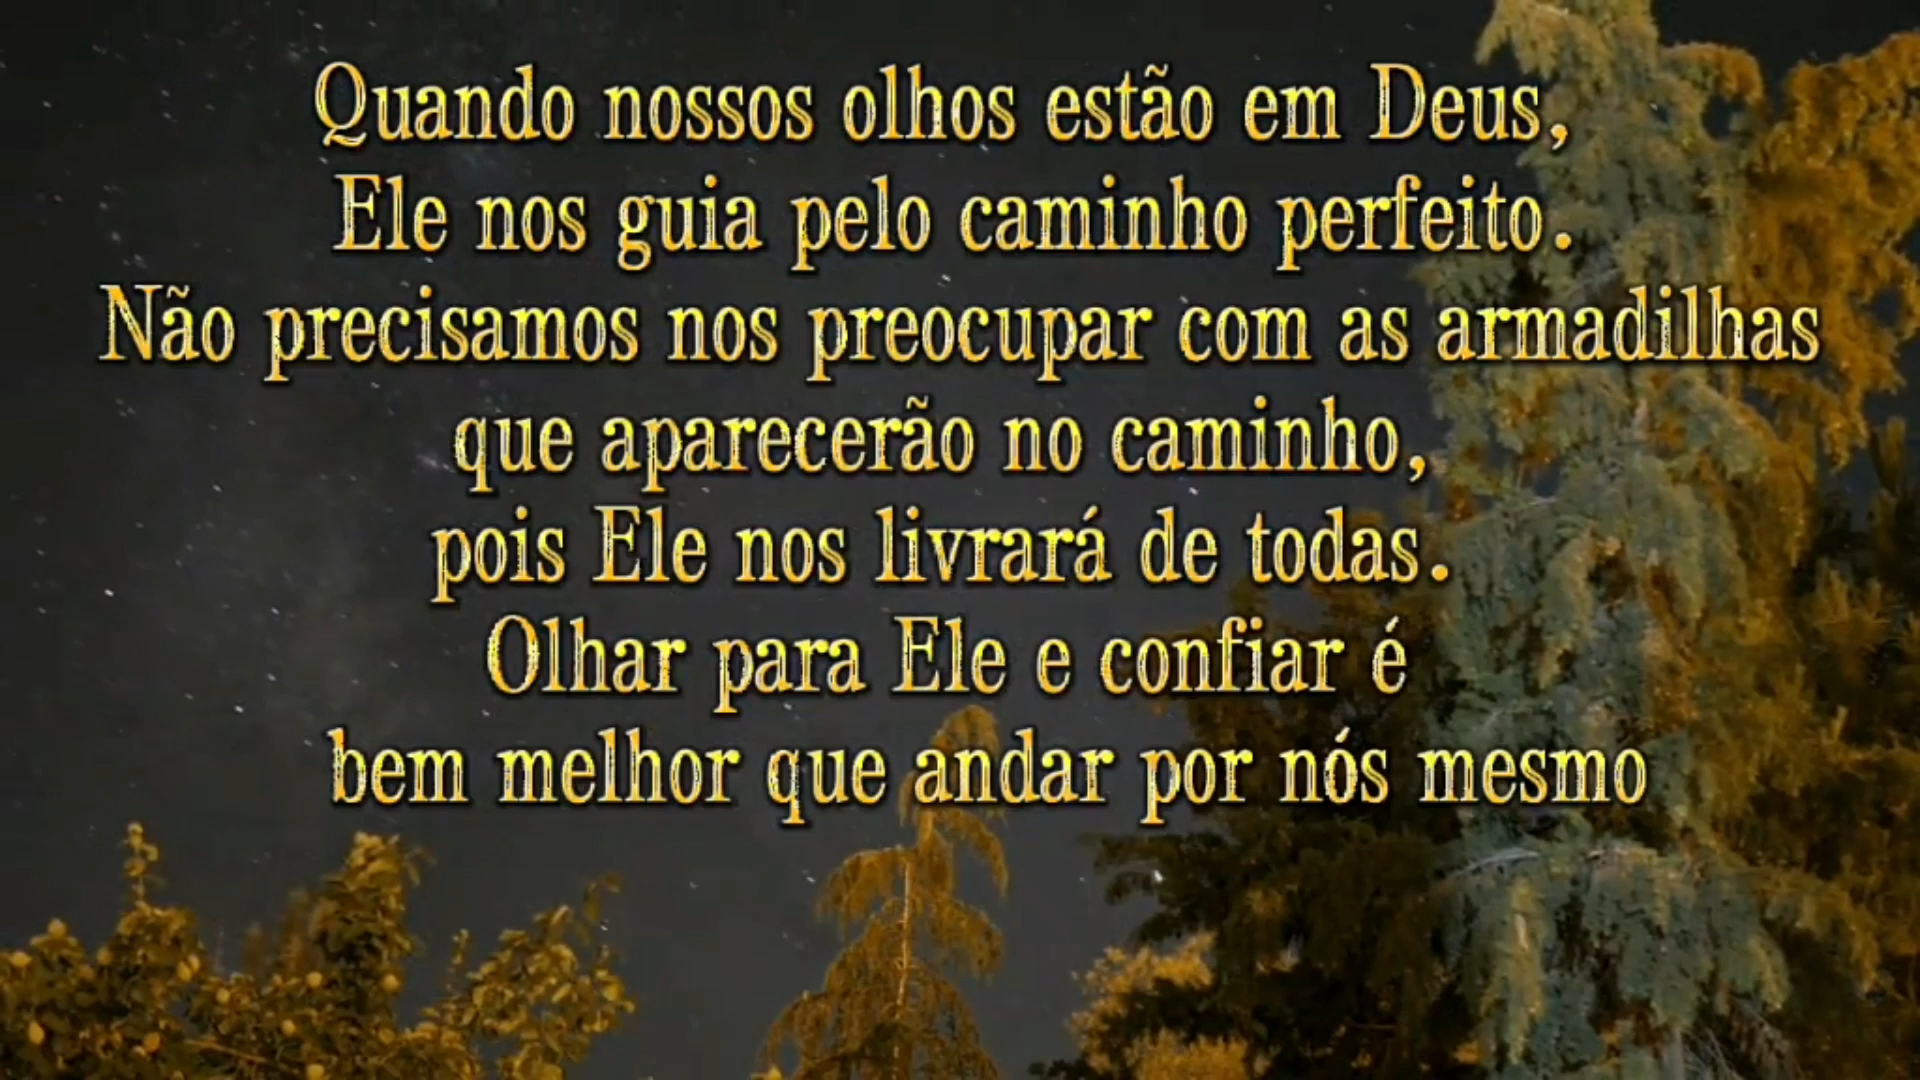 Quando nossos olhos estão em Deus,
Ele nos guia pelo caminho perfeito.
Não precisamos nos preocupar com as armadilhas
que aparecerão no caminho,
pois Ele nos livrará de todas.
Olhar para Ele e confiar é
bem melhor que andar por nós mesmo